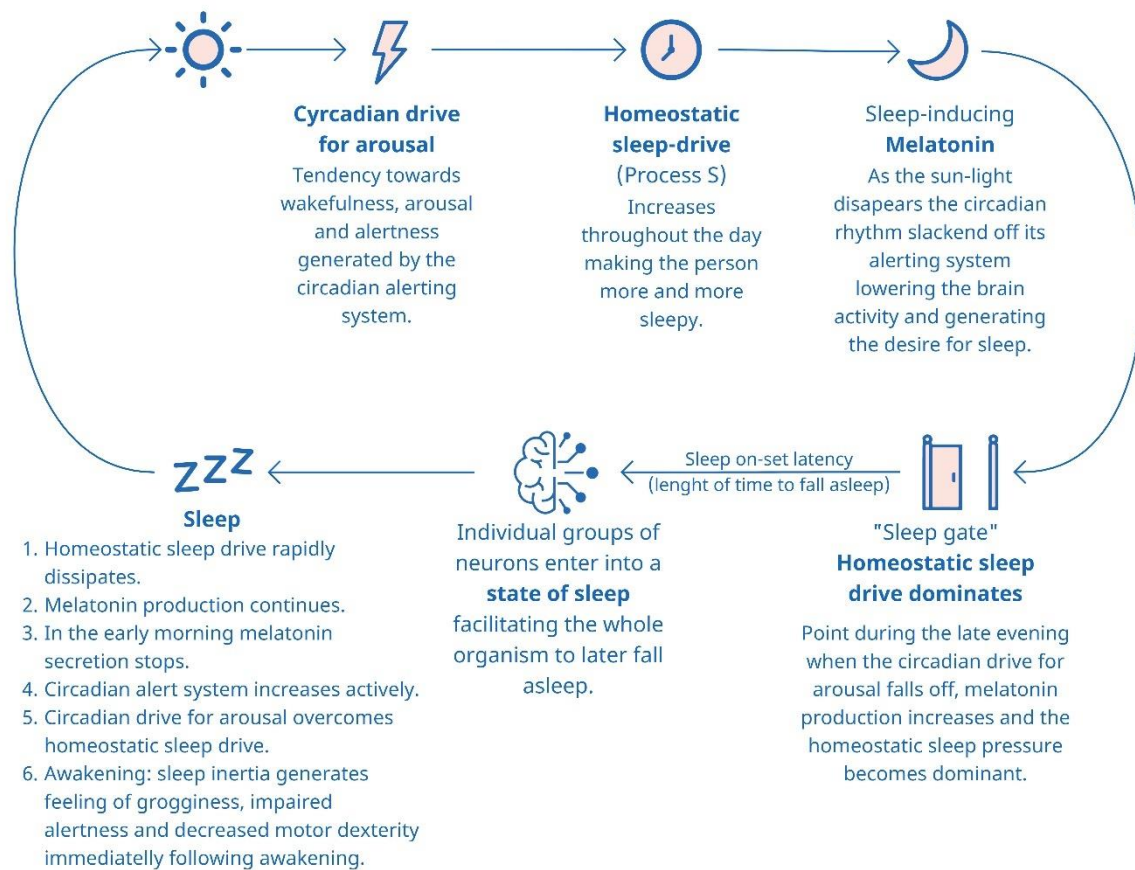 Cyrcadian drive
for arousal
Tendency towards
wakefulness, arousal
and alertness
generated by the
circadian alerting
system.
Homeostatic
sleep-drive
(Process S)
Increases
throughout the day
making the person
more and more
sleepy.
Sleep-inducing
Melatonin
As the sun-light
disapears the circadian
rhythm slackend off its
alerting system
lowering the brain
activity and generating
the desire for sleep.
"Sleep gate"
Homeostatic sleep
drive dominates
Point during the late evening
when the circadian drive for
arousal falls off, melatonin
production increases and the
homeostatic sleep pressure
becomes dominant.
Sleep on-set latency
(lenght of time to fall asleep)
Individual groups of
neurons enter into a
state of sleep
facilitating the whole
organism to later fall
asleep.
zzz
Sleep
1. Homeostatic sleep drive rapidly
dissipates.
2. Melatonin production continues.
3. In the early morning melatonin
secretion stops.
4. Circadian alert system increases actively.
5. Circadian drive for arousal overcomes
homeostatic sleep drive.
6. Awakening: sleep inertia generates
feeling of grogginess, impaired
alertness and decreased motor dexterity
immediatelly following awakening.